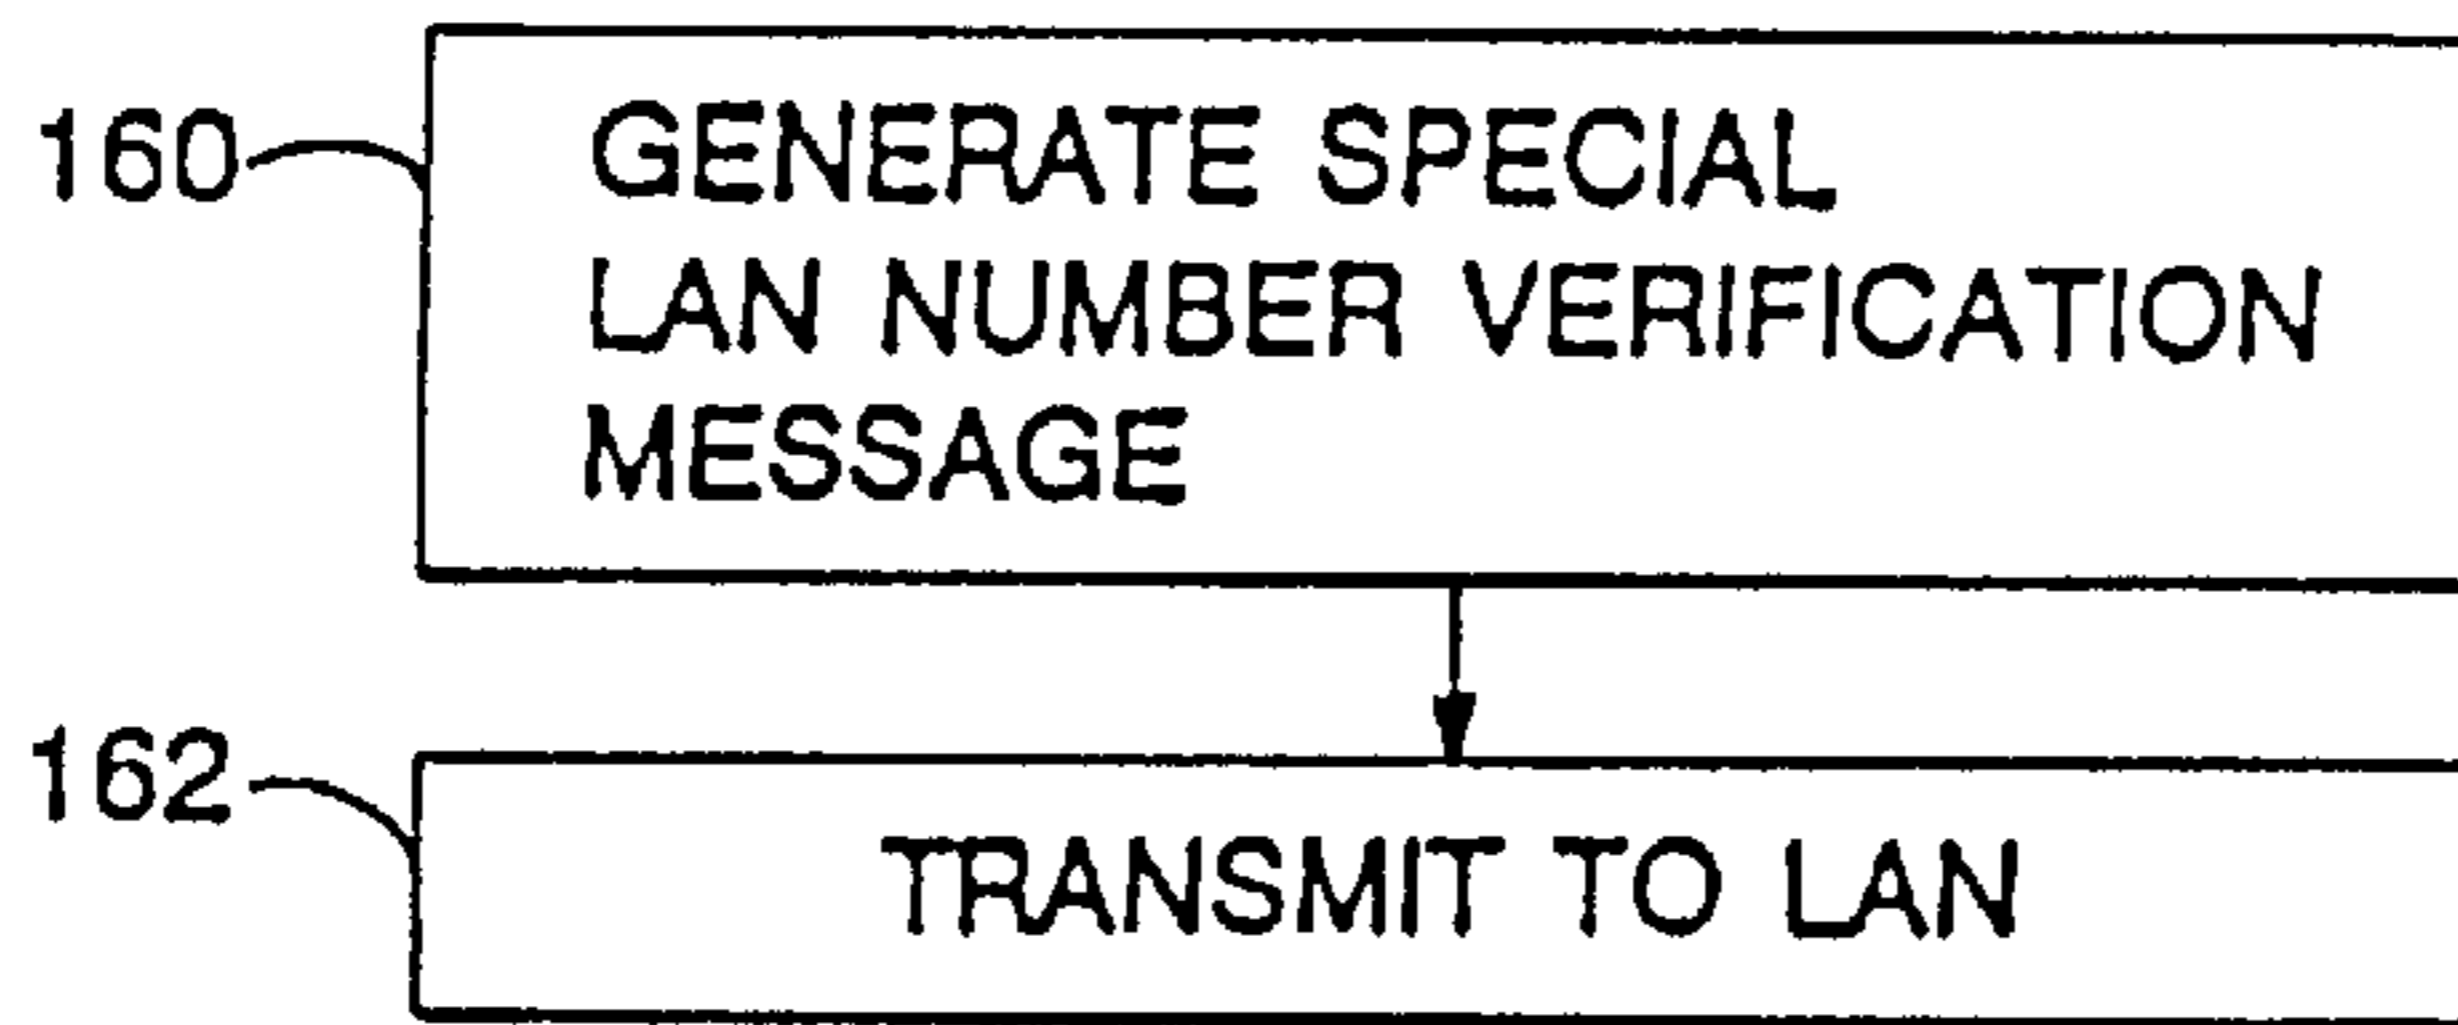 160
GENERATE SPECIAL
LAN NUMBER VERIFICATION
MESSAGE
162
TRANSMIT TO LAN